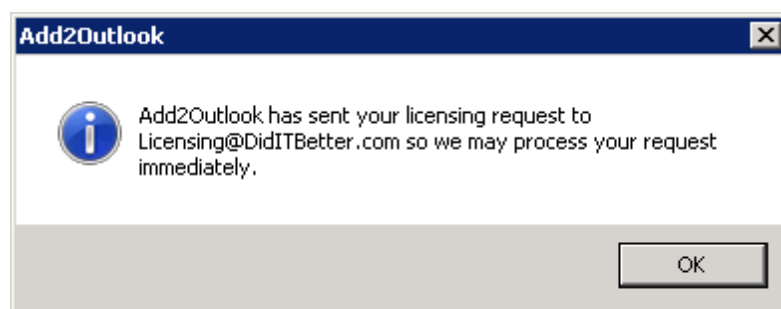 Add2Outlook
Add2Outlook has sent your licensing request to
Licensing@DidITBetter.com so we may process your request
immediately.
OK